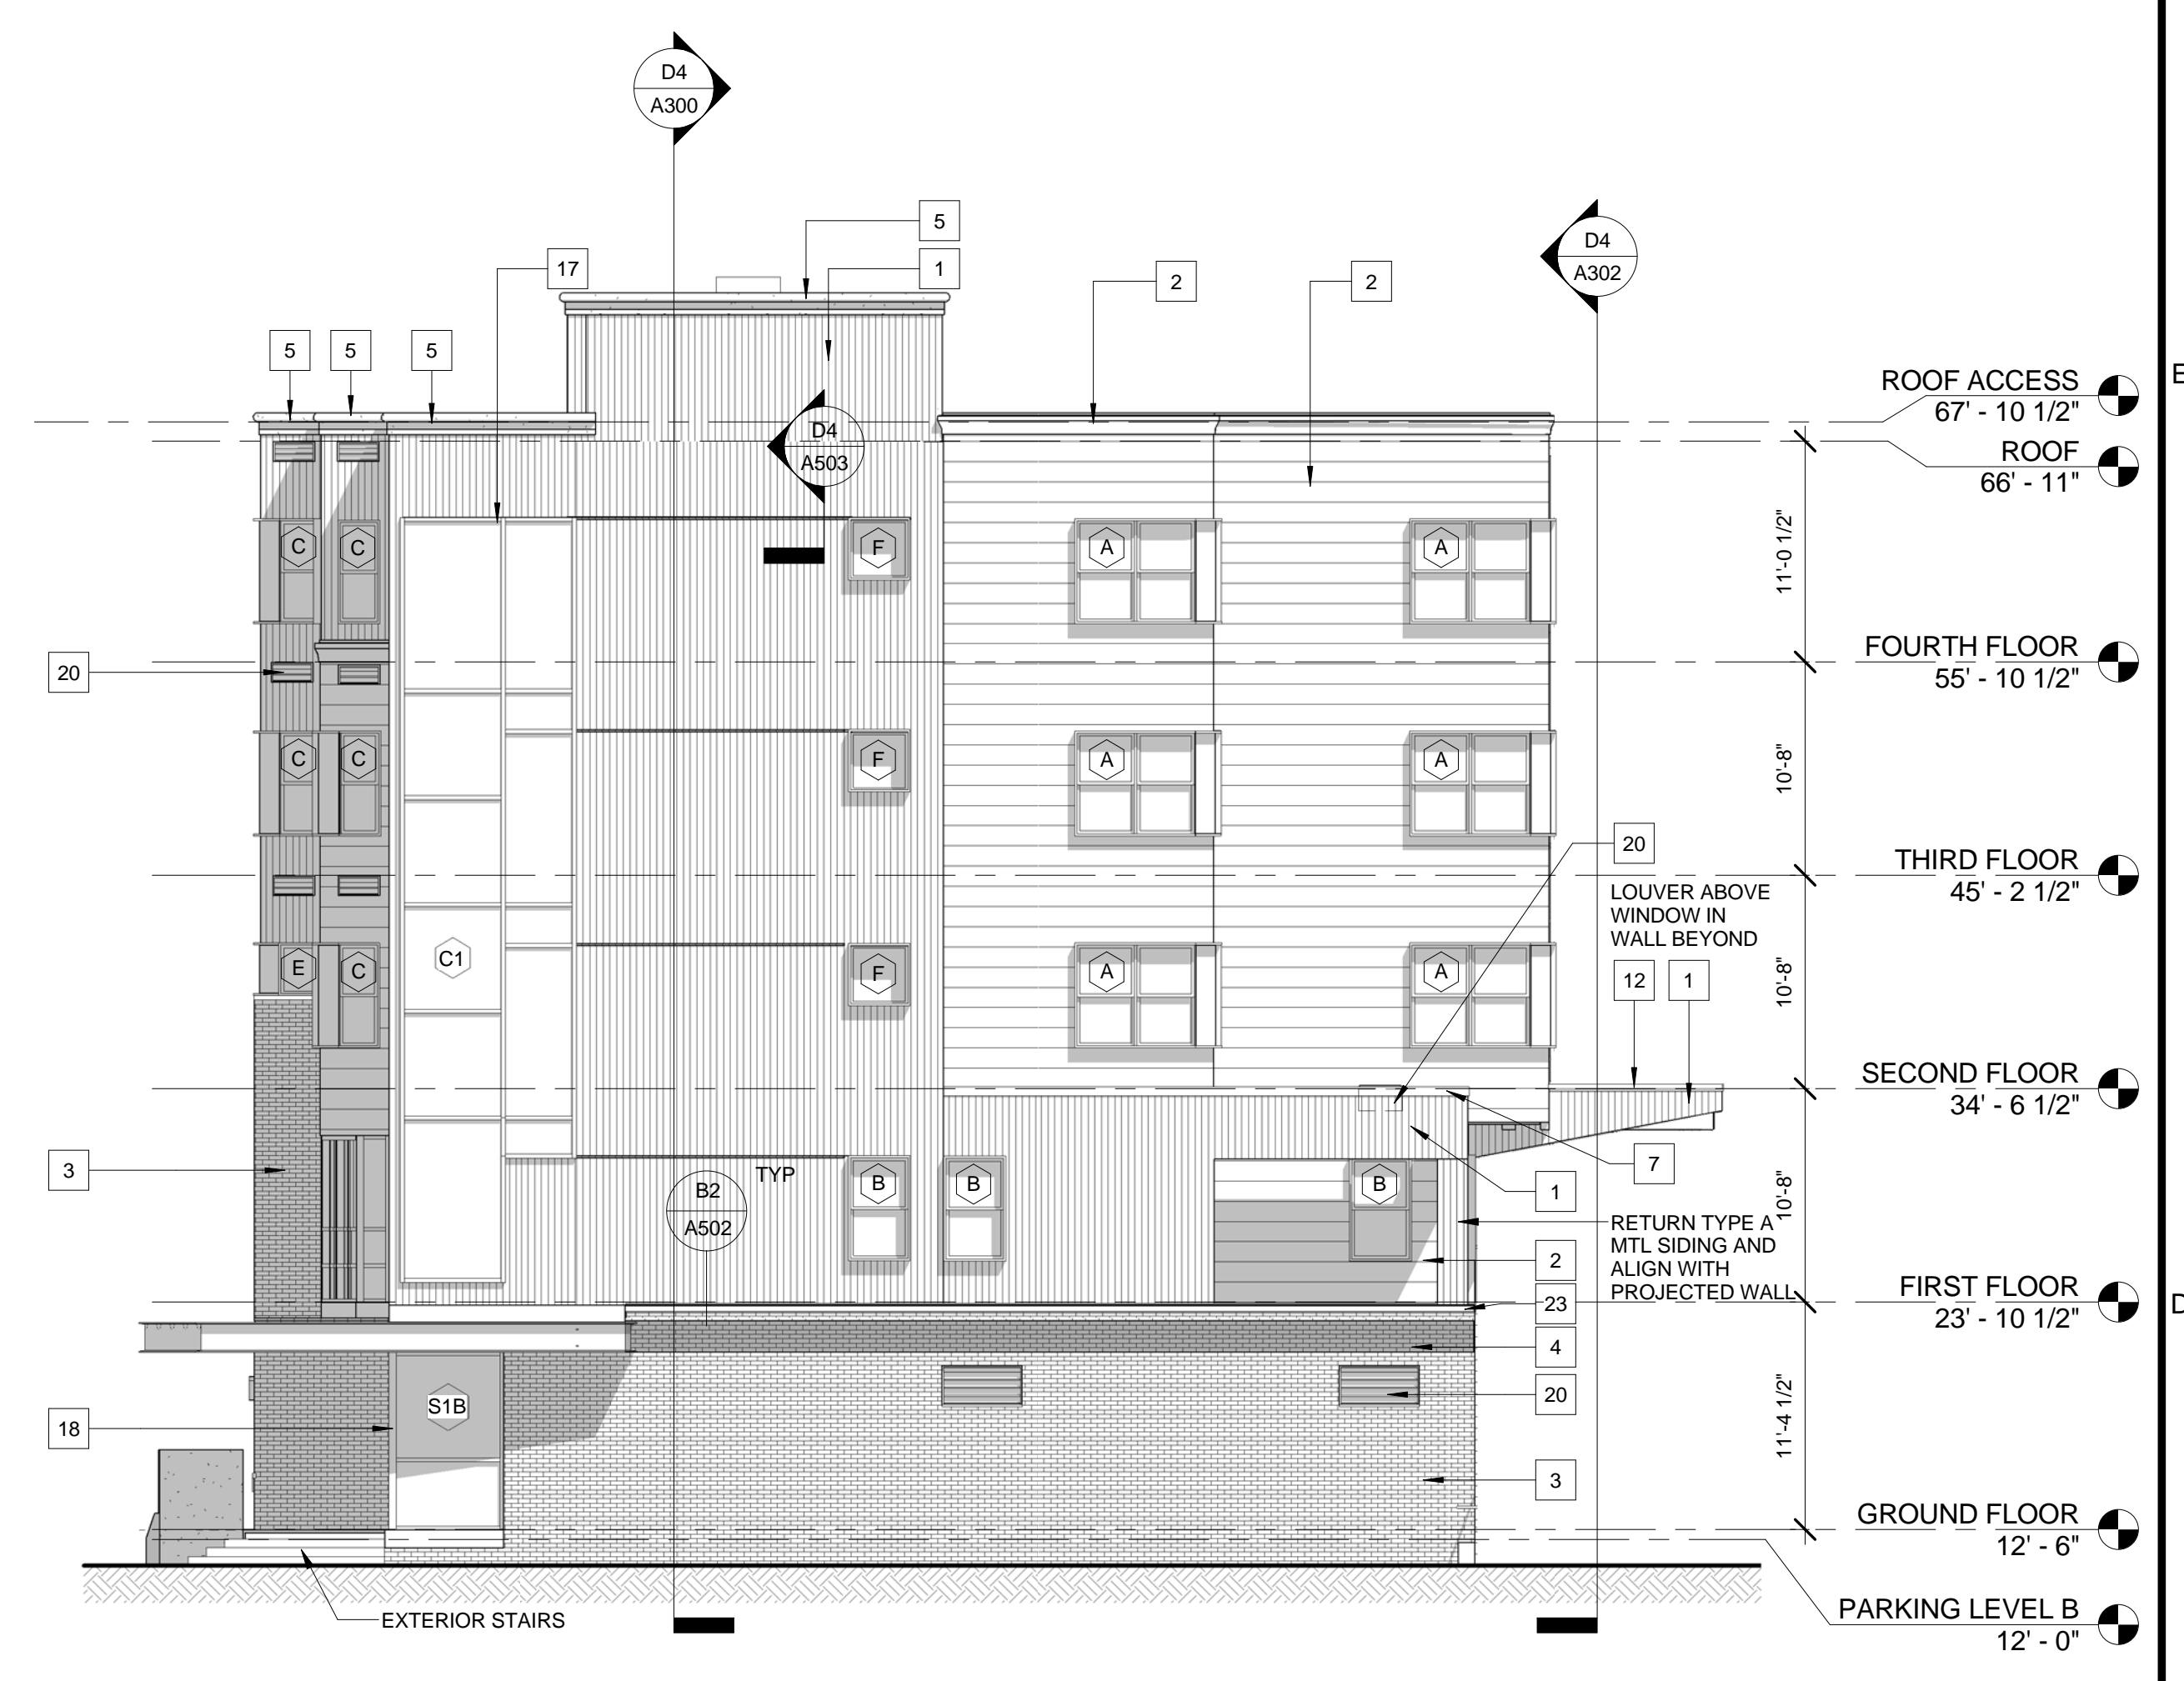 D4
A300
5
17
1
2
2
D4
A302
5
5
5
ROOF ACCESS
67' - 10 1/2"
D4
A503
ROOF
66' - 11"
11'-0 1/2"
C
C
F
A
A
20
FOURTH FLOOR
55' - 10 1/2"
C
C
F
A
A
10'-8"
20
THIRD FLOOR
45' - 2 1/2"
LOUVER ABOVE
WINDOW IN
WALL BEYOND
C1
E
C
F
A
A
12
1
10'-8"
SECOND FLOOR
34' - 6 1/2"
3
7
TYP
B
B
B
B2
A502
1
10'-8"
RETURN TYPE A
MTL SIDING AND
ALIGN WITH
PROJECTED WALL
2
23
FIRST FLOOR
23' - 10 1/2"
4
20
S1B
18
11'-4 1/2"
3
GROUND FLOOR
12' - 6"
EXTERIOR STAIRS
PARKING LEVEL B
12' - 0"